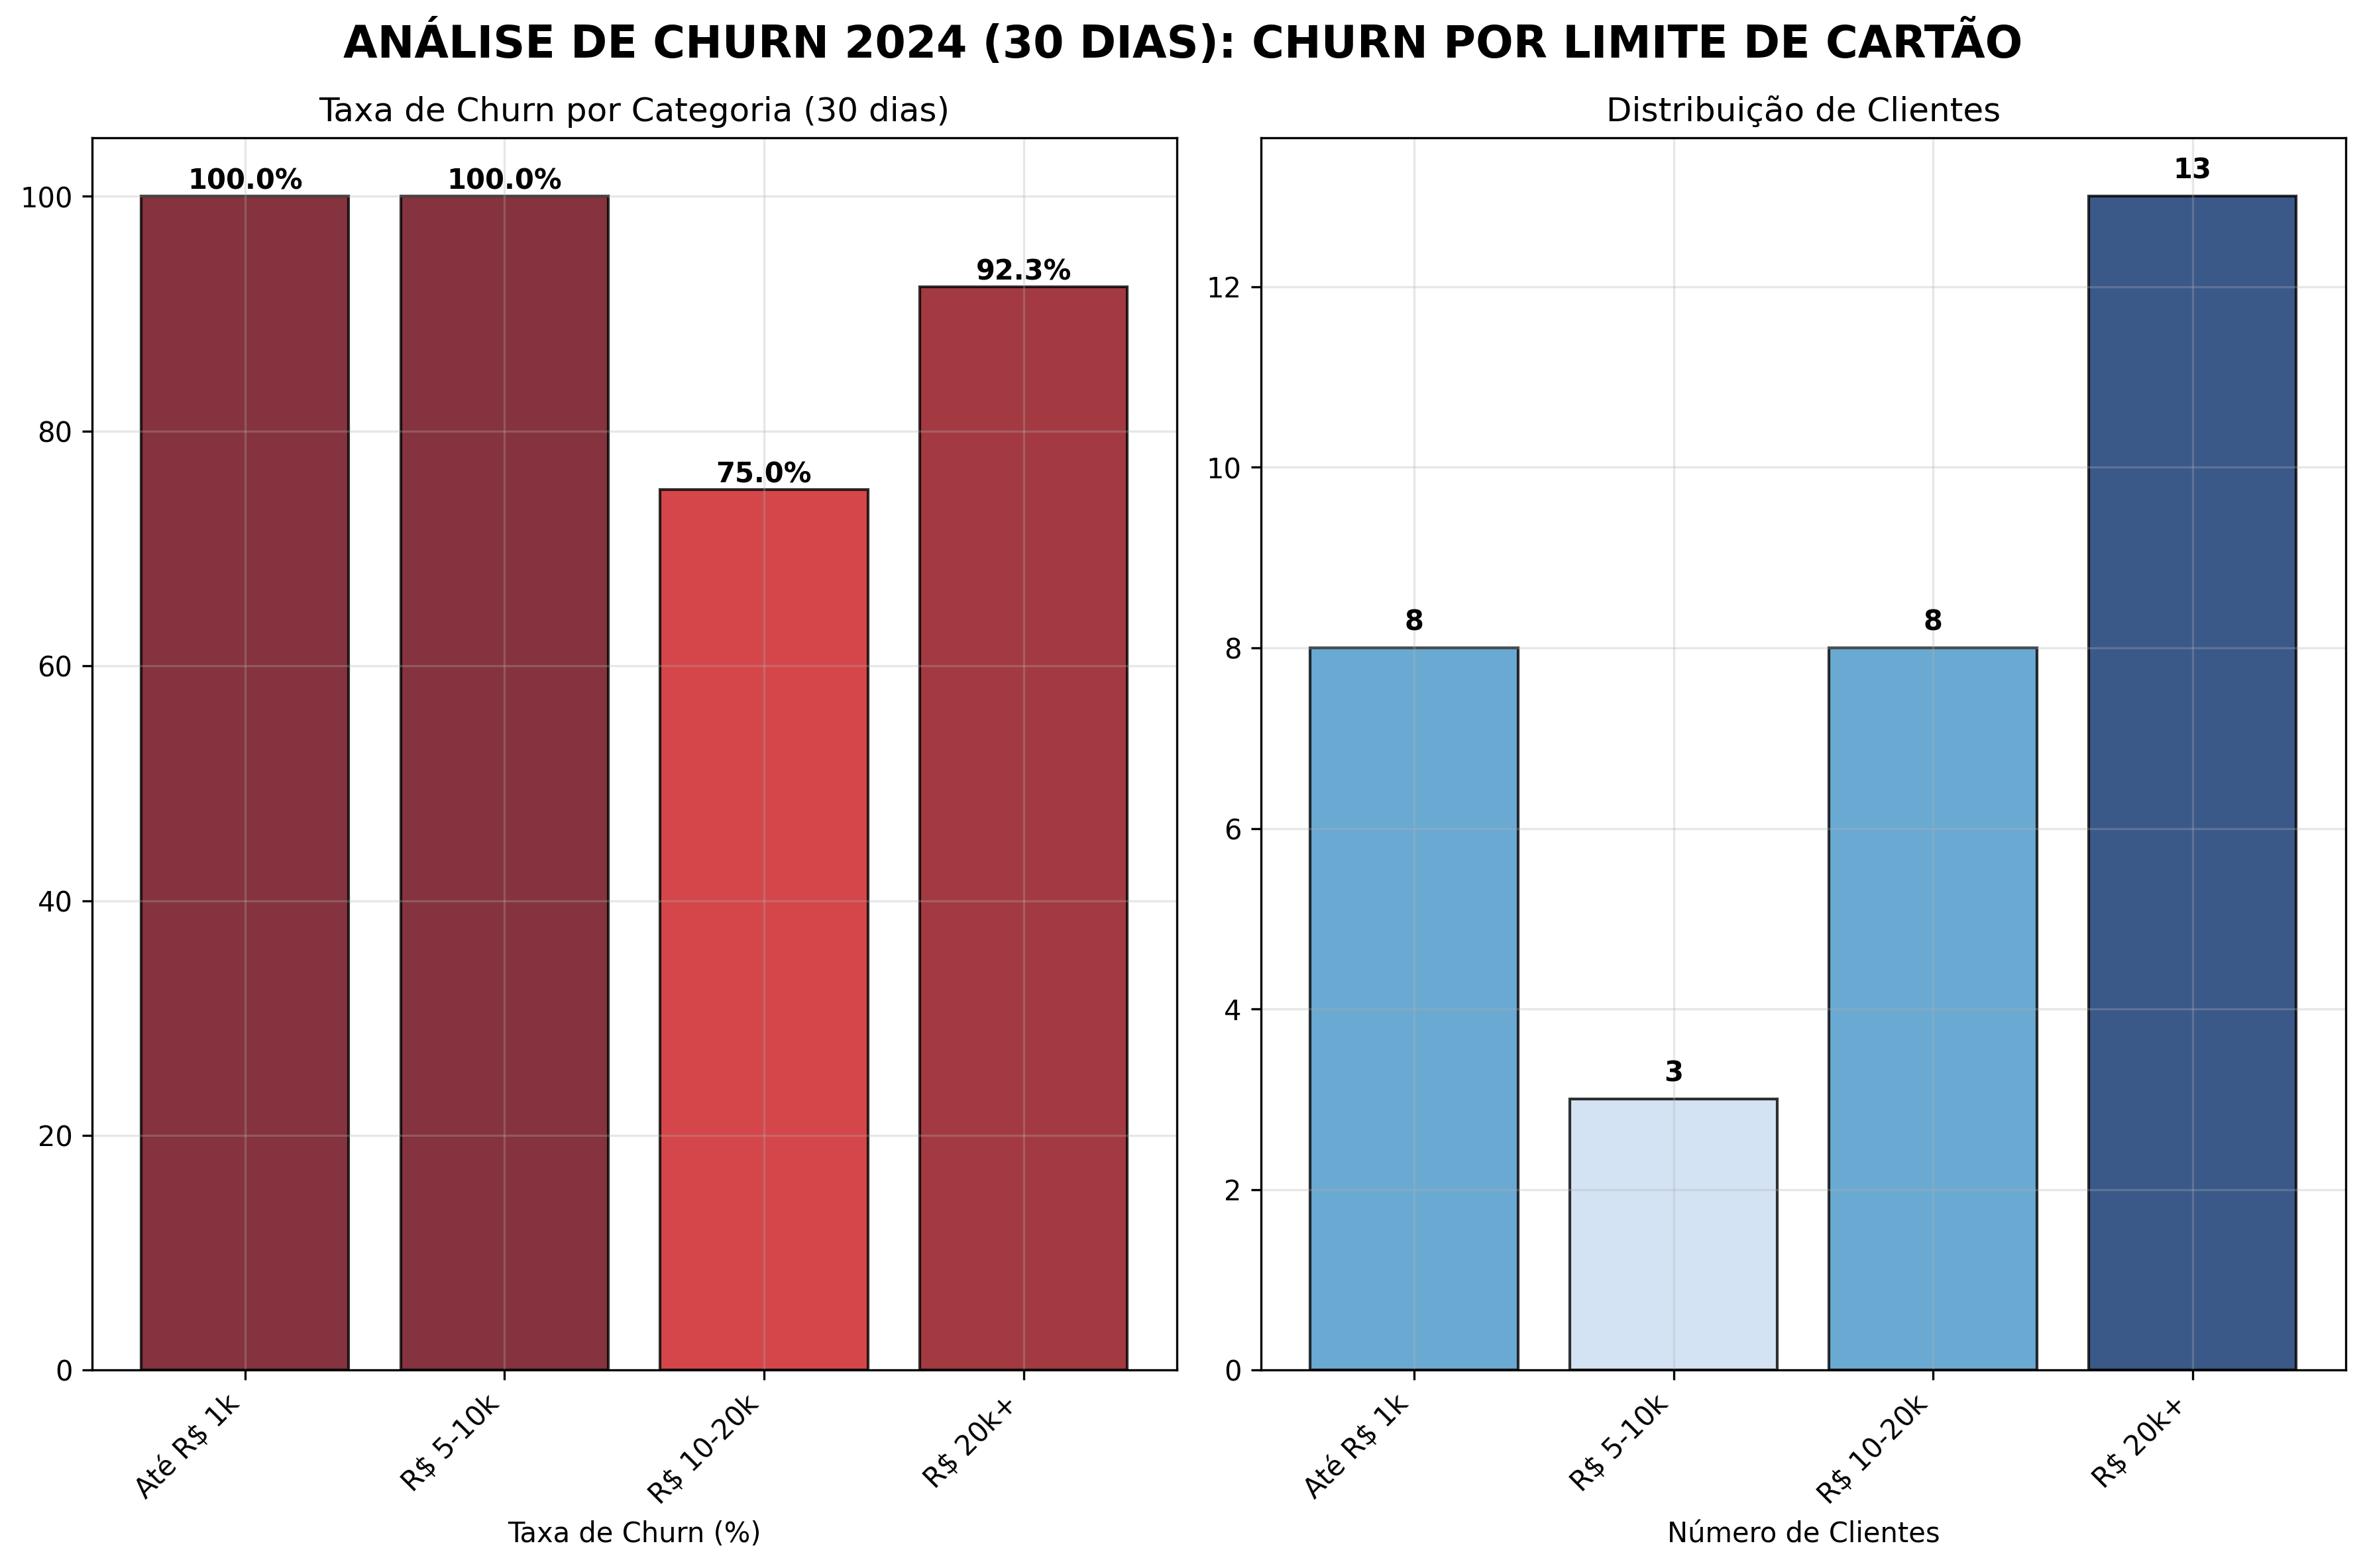 ANÁLISE DE CHURN 2024 (30 DIAS): CHURN POR LIMITE DE CARTÃO
Taxa de Churn por Categoria (30 dias)
100.0%
100.0%
75.0%
92.3%
100
80
60
40
20
0
Até R$ 1k
R$ 5-10k
R$ 10-20k
R$ 20k+
Taxa de Churn (%)
Distribuição de Clientes
8
3
8
13
12
10
8
6
4
2
0
Até R$ 1k
R$ 5-10k
R$ 10-20k
R$ 20k+
Número de Clientes